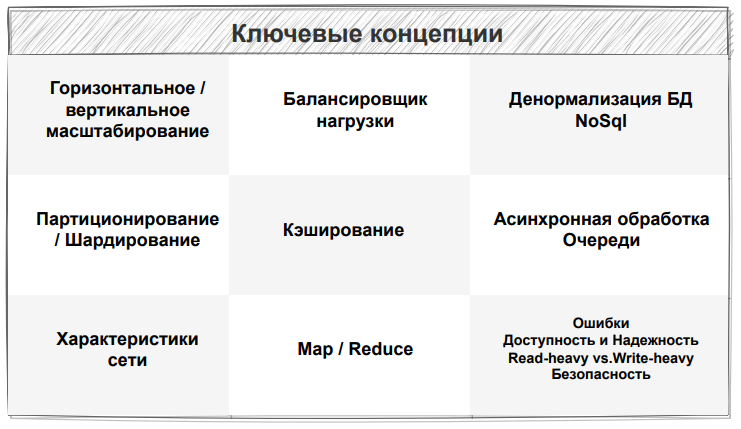 Ключевые концепции
Горизонтальное /
вертикальное
масштабирование
Балансировщик
нагрузки
Денормализация БД
NoSql
Партиционирование
/ Шардирование
Кэширование
Асинхронная обработка
Очереди
Характеристики
сети
Map / Reduce
Ошибки
Доступность и Надежность
Read-heavy vs.Write-heavy
Безопасность